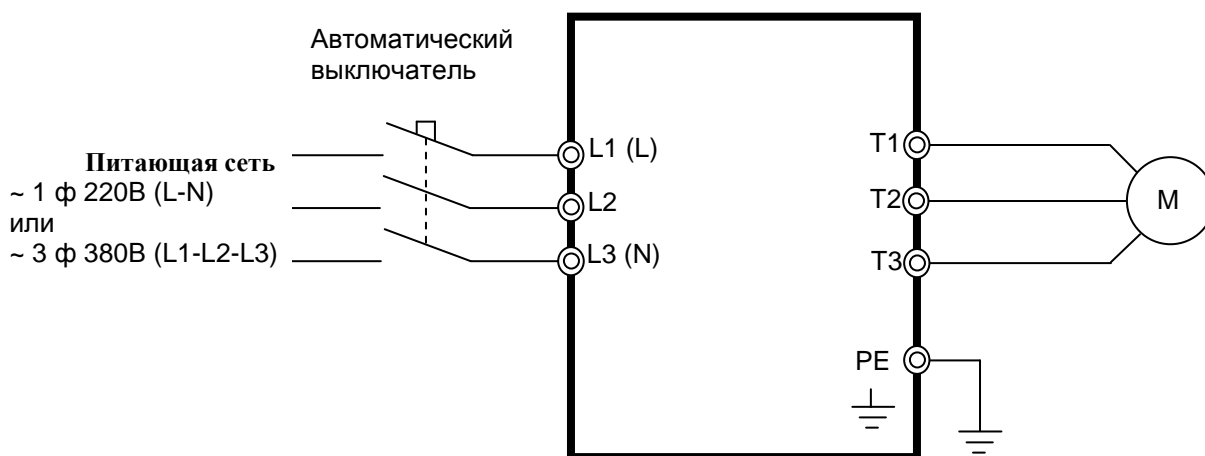 Автоматический
выключатель
Питающая сеть
~ 1 ф 220В (L-N)
или
~ 3 ф 380В (L1-L2-L3)
L1 (L)
L2
L3 (N)
T1
T2
T3
PE
M